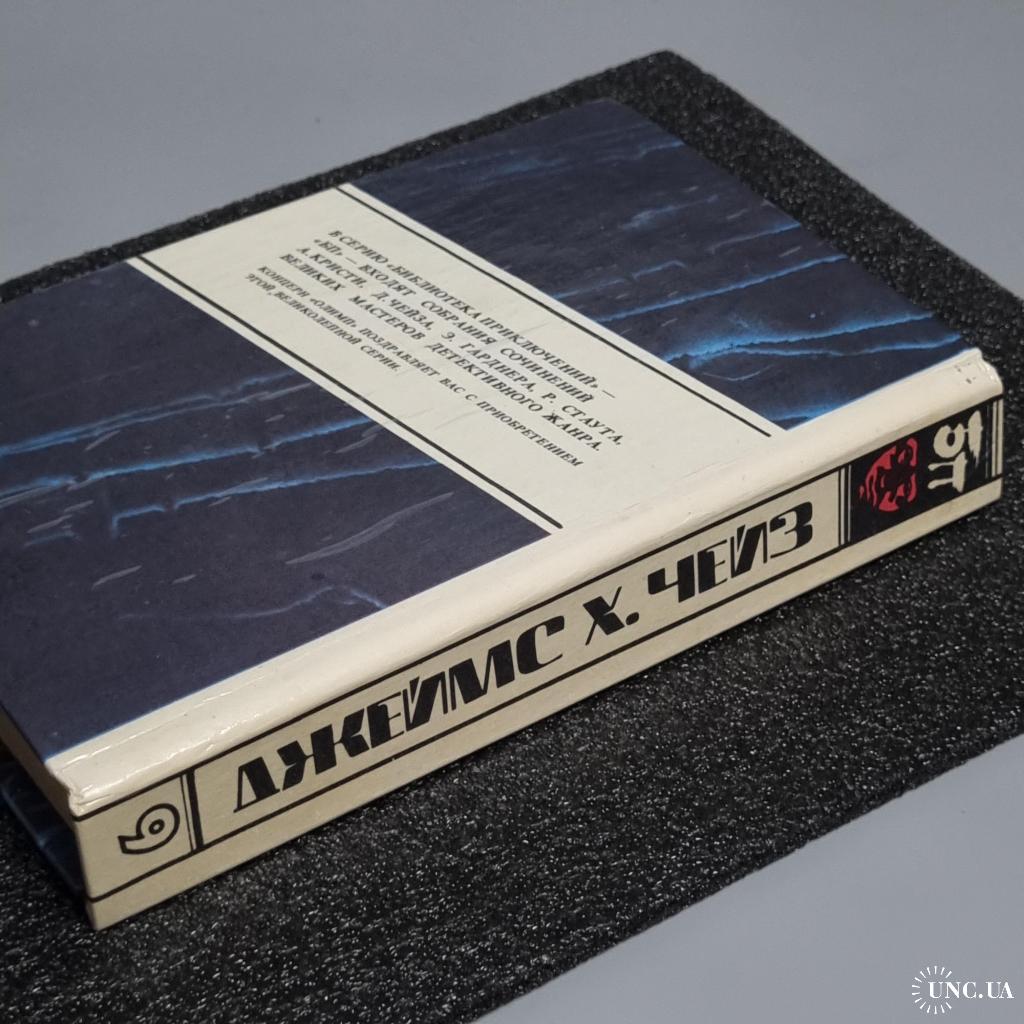 В СЕРИЮ «БИБЛИОТЕКА ПРИКЛЮЧЕНИЙ» —
«БП» — ВХОДЯТ СОБРАНИЯ СОЧИНЕНИЙ
А. КРИСТИ, Д. ЧЕЙЗА, Э. ГАРДНЕРА, Р. СТАУТА,
ВЕЛИКИХ МАСТЕРОВ ДЕТЕКТИВНОГО ЖАНРА.
КОНЦЕРН «ОЛИМП» ПОЗДРАВЛЯЕТ ВАС С ПРИОБРЕТЕНИЕМ
ЭТОЙ ВЕЛИКОЛЕПНОЙ СЕРИИ.
ДЖЕЙМС Х. ЧЕЙЗ
БП
UNC.UA